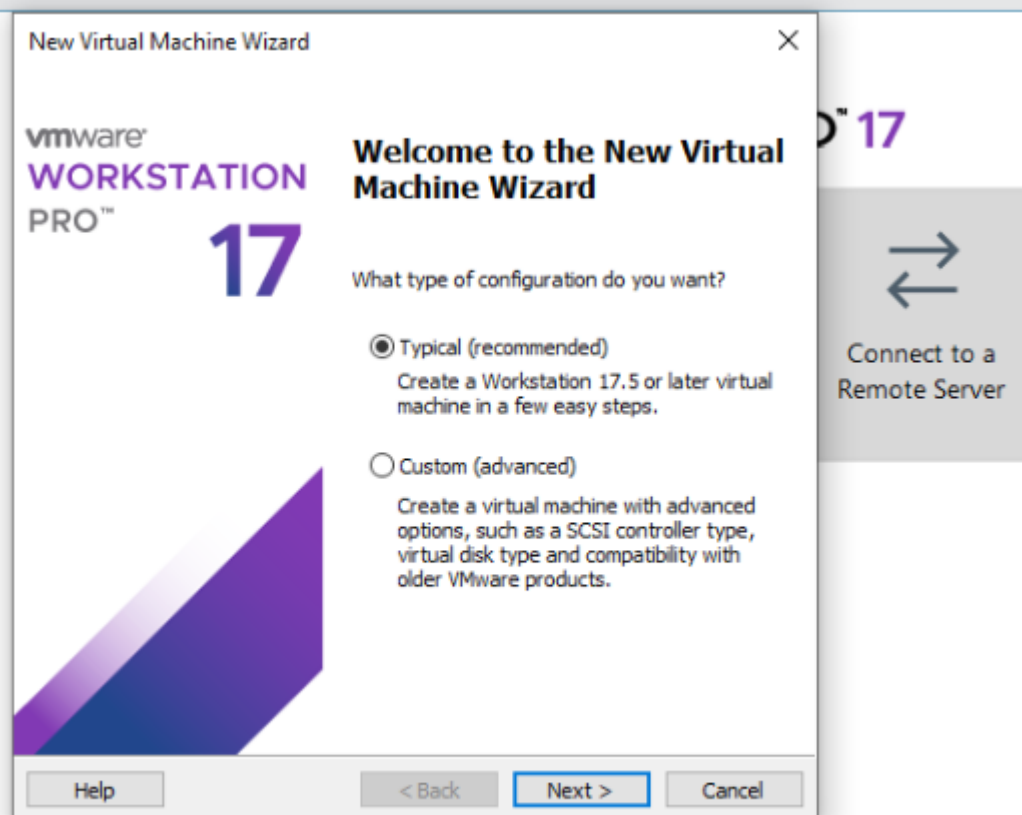 New Virtual Machine Wizard
vmware
WORKSTATION
PRO™
17
Welcome to the New Virtual
Machine Wizard
What type of configuration do you want?
Typical (recommended)
Create a Workstation 17.5 or later virtual
machine in a few easy steps.
Custom (advanced)
Create a virtual machine with advanced
options, such as a SCSI controller type,
virtual disk type and compatibility with
older VMware products.
Help
< Back
Next >
Cancel
™ 17
Connect to a
Remote Server